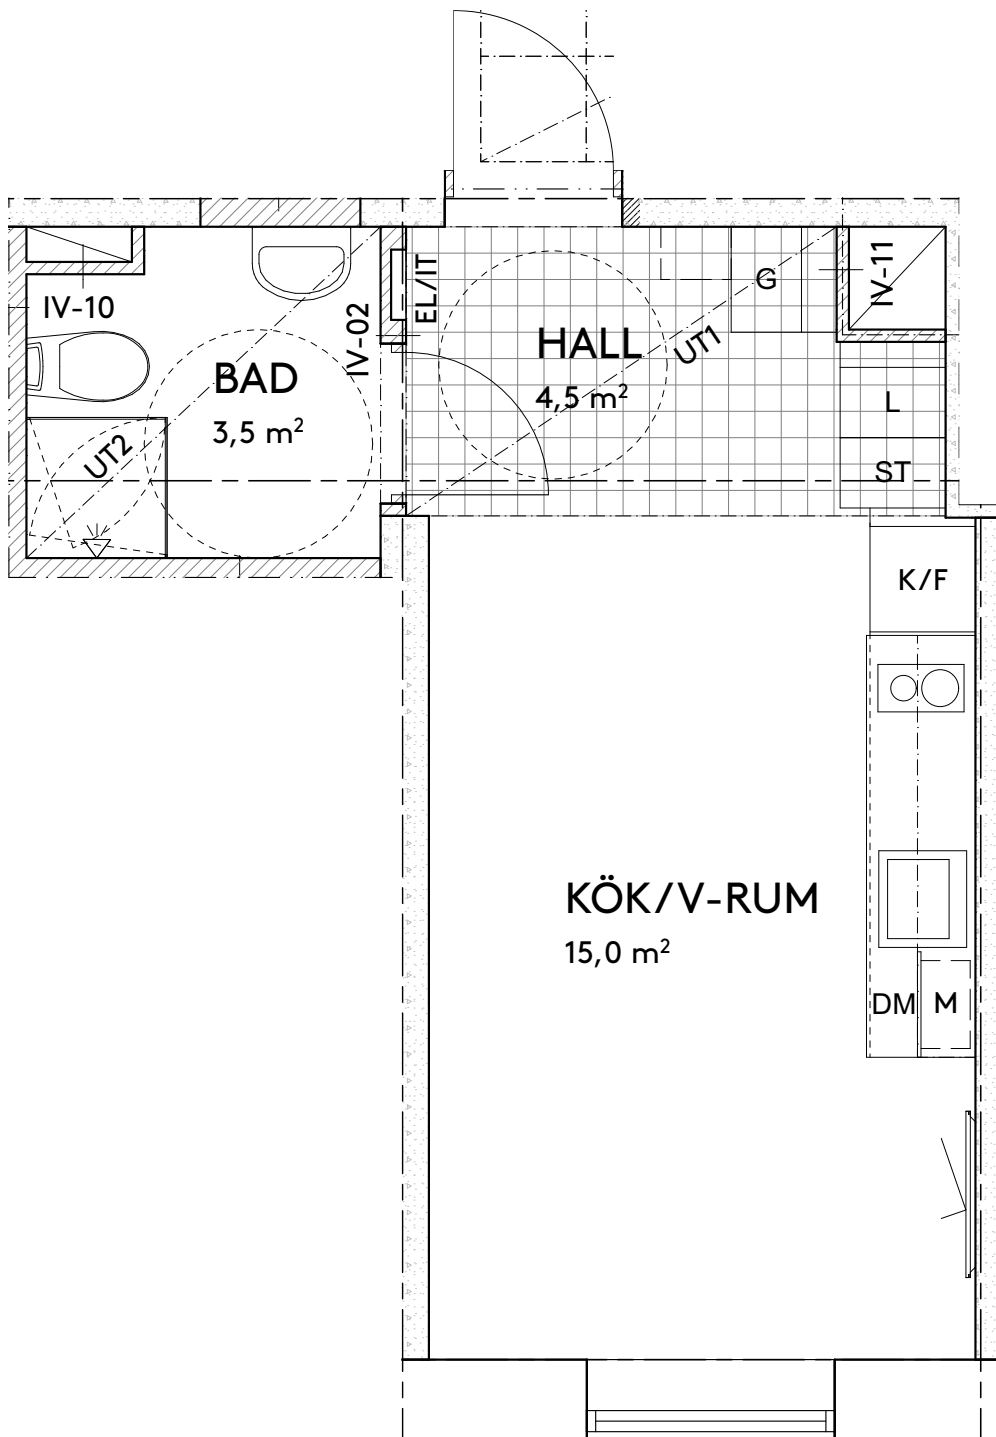 IV-10
BAD
3,5 m²
UT2
IV-02
EL/IT
HALL
4,5 m²
UT1
G
IV-11
L
ST
K/F
KÖK/V-RUM
15,0 m²
DM
M